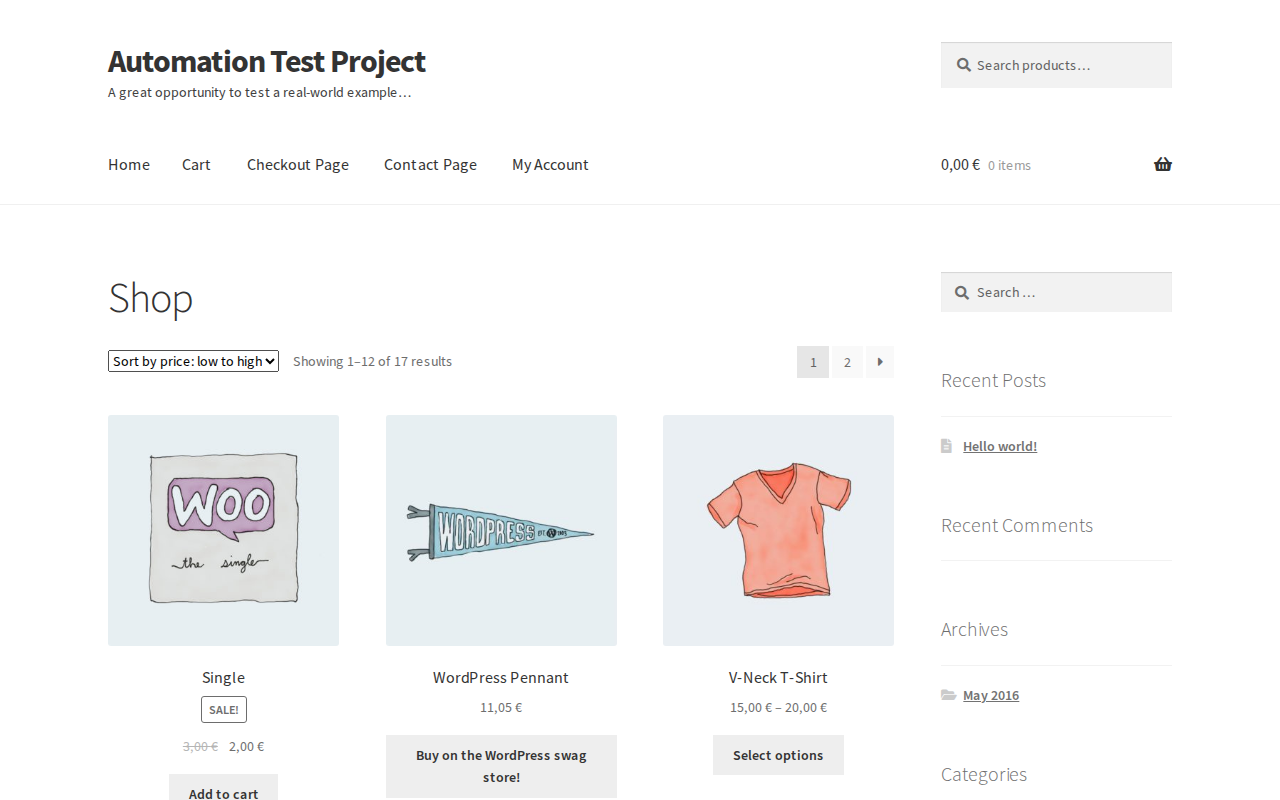 Automation Test Project
A great opportunity to test a real-world example…
Search products…
Home Cart Checkout Page Contact Page My Account
0,00 € 0 items
Shop
Sort by price: low to high
Showing 1–12 of 17 results
1 2
WOO
the single
WORDPRESS EST. 2003
Single
SALE!
3,00 € 2,00 €
Add to cart
WordPress Pennant
11,05 €
Buy on the WordPress swag
store!
V-Neck T-Shirt
15,00 € – 20,00 €
Select options
Search …
Recent Posts
Hello world!
Recent Comments
Archives
May 2016
Categories